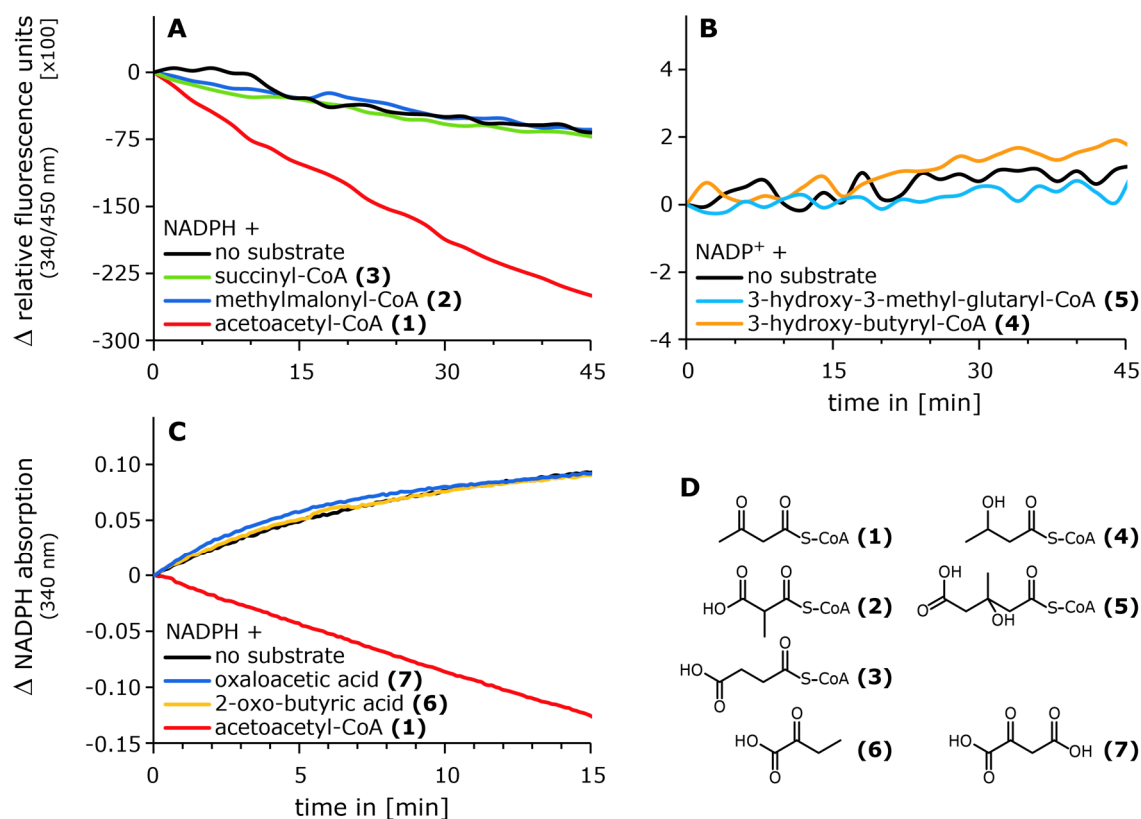 A
Δ relative fluorescence units [x100]
(340/450 nm)
0
-75
-150
-225
-300
NADPH +
no substrate
succinyl-CoA (3)
methylmalonyl-CoA (2)
acetoacetyl-CoA (1)
0 15 30 45
B
4
2
0
-2
-4
NADP+ +
no substrate
3-hydroxy-3-methyl-glutaryl-CoA (5)
3-hydroxy-butyryl-CoA (4)
0 15 30 45
time in [min]
C
Δ NADPH absorption
(340 nm)
0.10
0.05
0
-0.05
-0.10
-0.15
NADPH +
no substrate
oxaloacetic acid (7)
2-oxo-butyric acid (6)
acetoacetyl-CoA (1)
0 5 10 15
time in [min]
D
O O S-CoA (1)
OH O S-CoA (4)
O O HO S-CoA (2)
OH O O OH S-CoA (5)
O HO O S-CoA (3)
O HO O (6)
O O HO OH O (7)